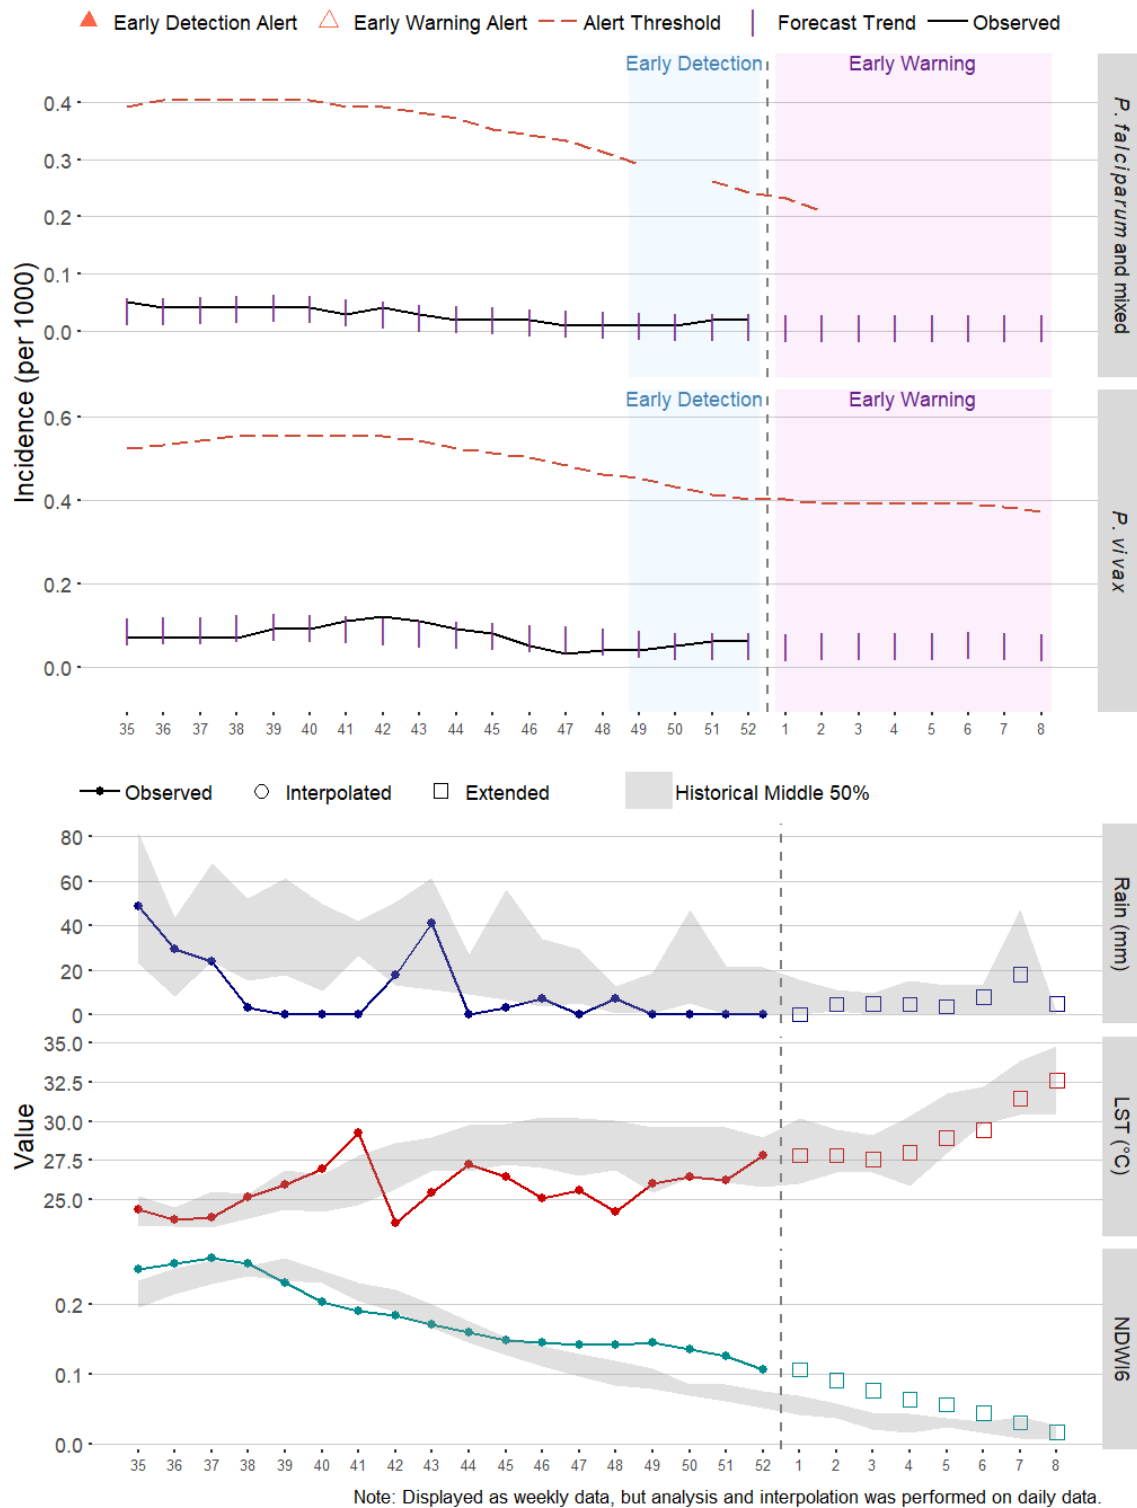 Early Detection Alert Early Warning Alert Alert Threshold Forecast Trend Observed
Early Detection Early Warning
0.4
0.3
0.2
0.1
0.0
P. falciparum and mixed
Incidence (per 1000)
Early Detection Early Warning
0.6
0.4
0.2
0.0
P. vivax
35 36 37 38 39 40 41 42 43 44 45 46 47 48 49 50 51 52 1 2 3 4 5 6 7 8
Observed Interpolated Extended Historical Middle 50%
80
60
40
20
0
Rain (mm)
35.0
32.5
30.0
27.5
25.0
LST (°C)
Value
0.2
0.1
0.0
NDWI6
35 36 37 38 39 40 41 42 43 44 45 46 47 48 49 50 51 52 1 2 3 4 5 6 7 8
Note: Displayed as weekly data, but analysis and interpolation was performed on daily data.